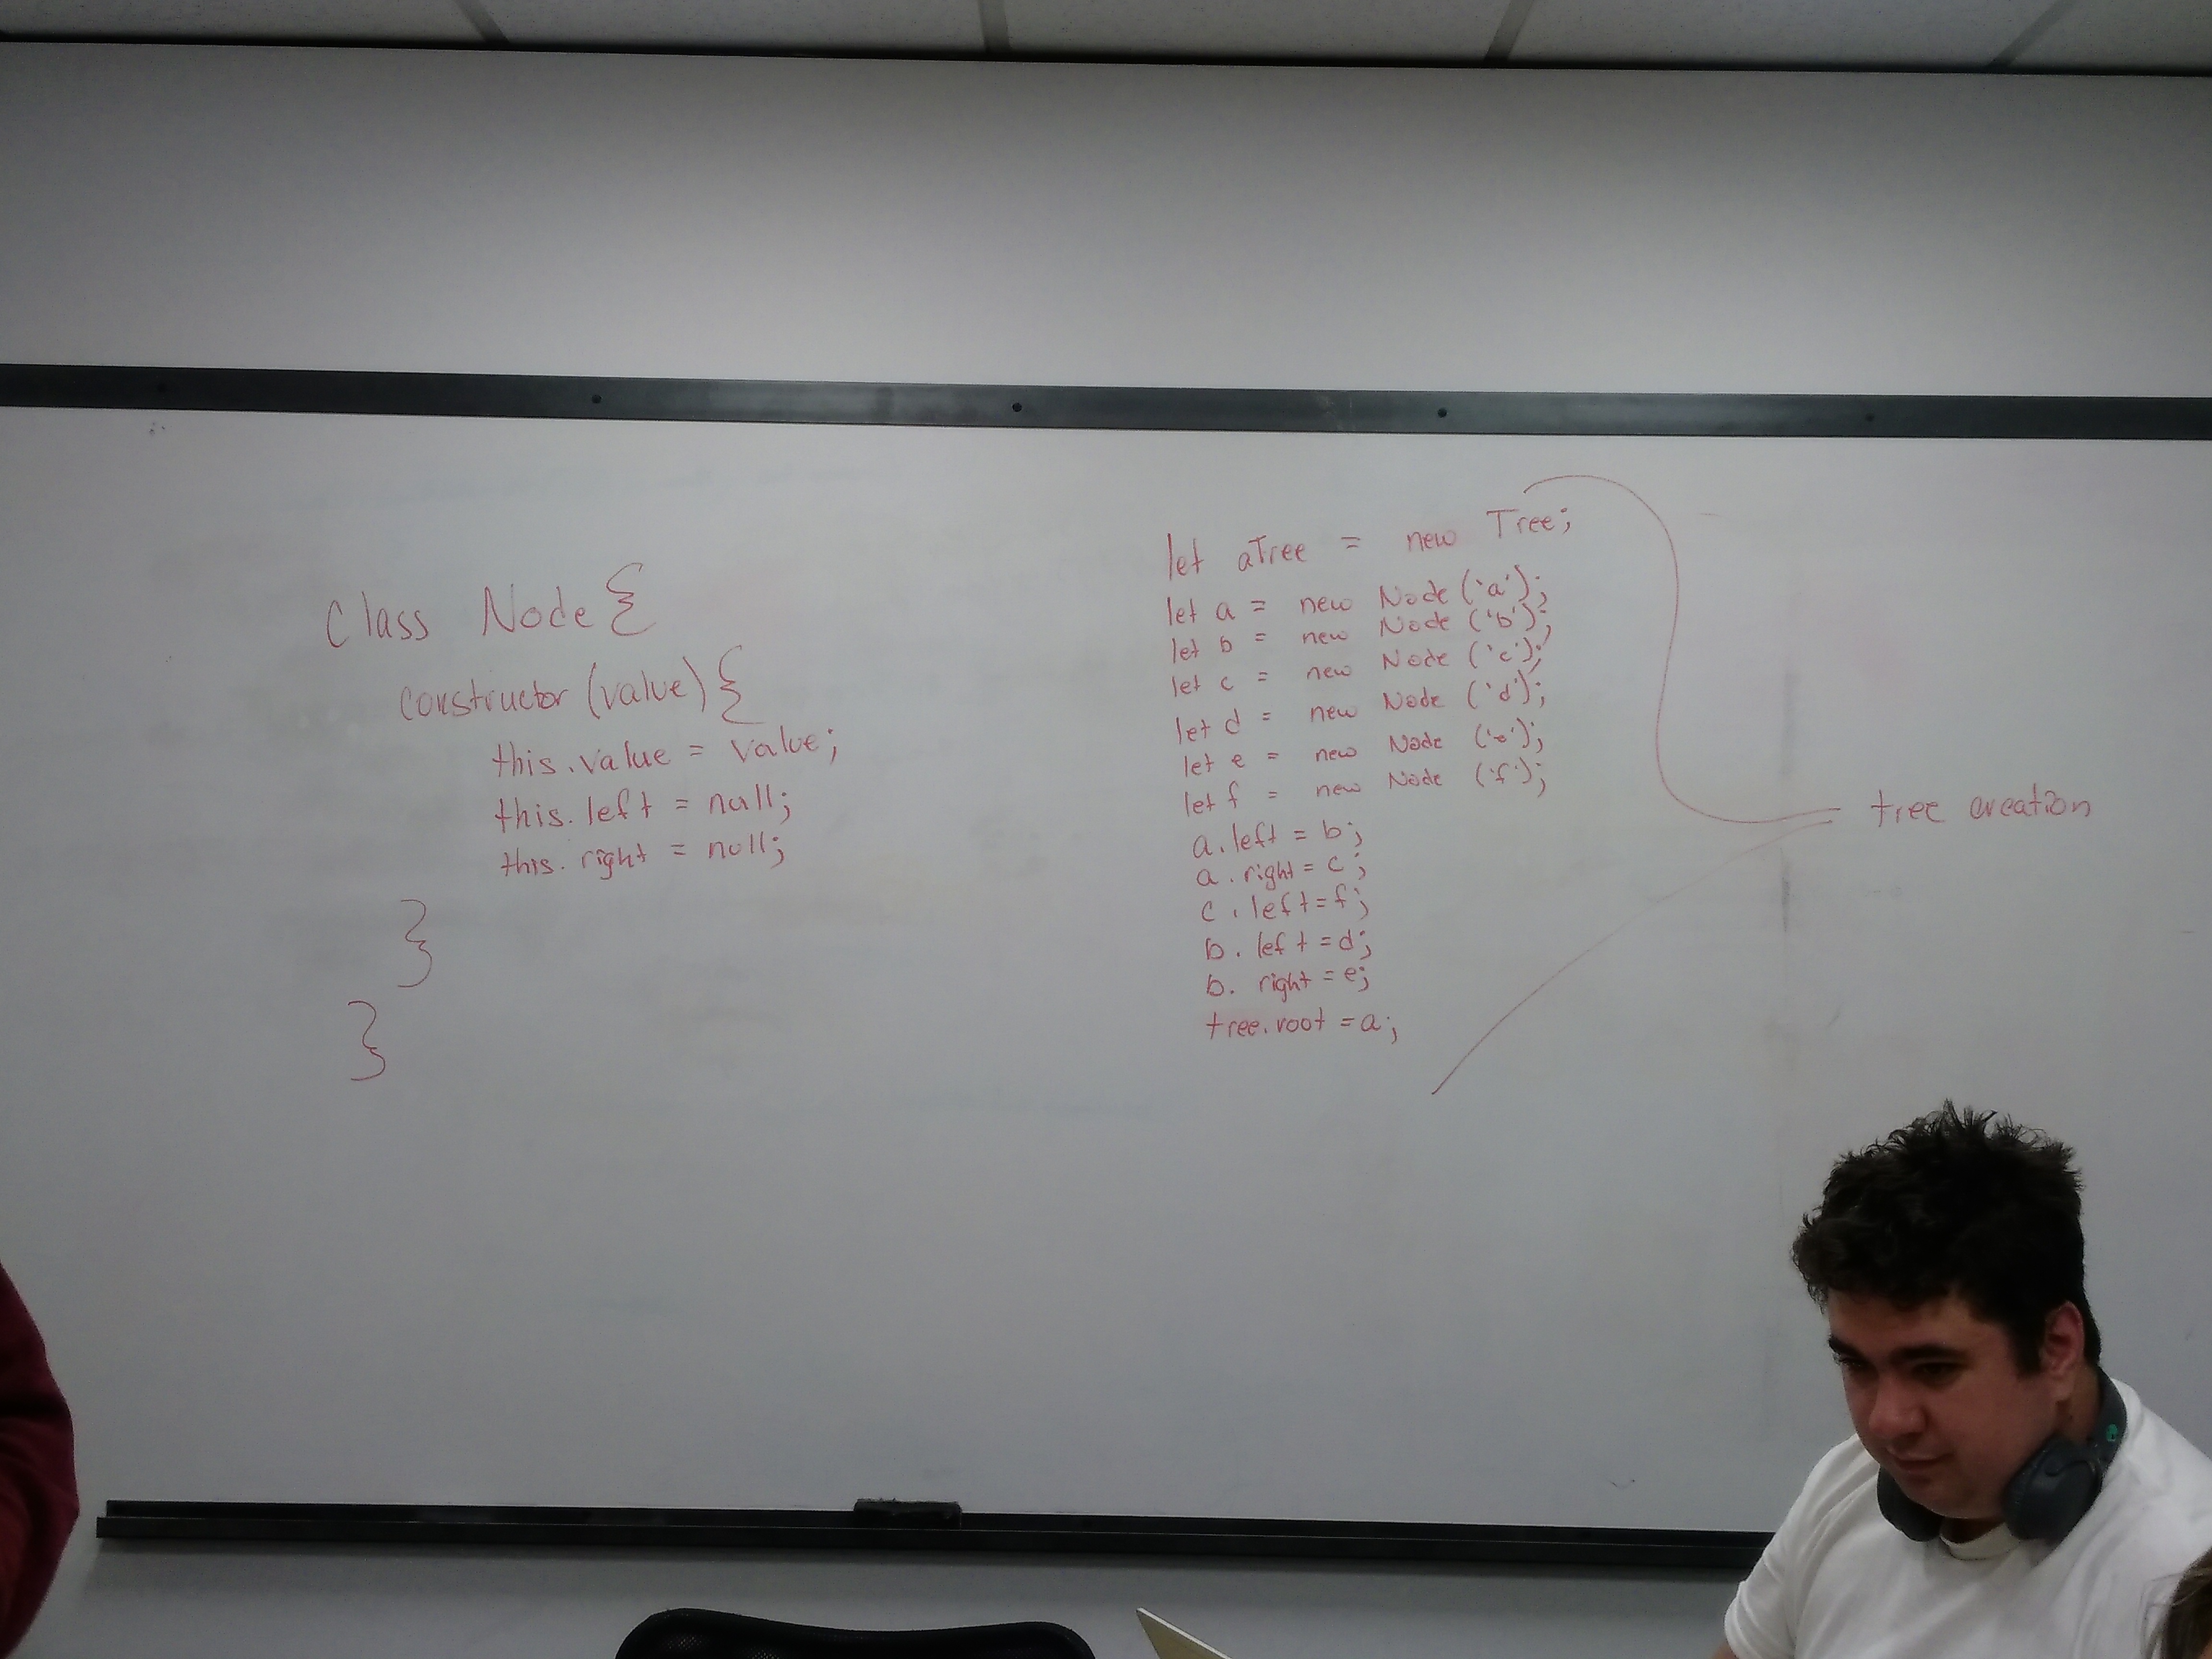 Class Node {
constructor (value) {
this.value = value;
this.left = null;
this.right = null;
}
}
let aTree = new Tree;
let a = new Node ('a');
let b = new Node ('b');
let c = new Node ('c');
let d = new Node ('d');
let e = new Node ('e');
let f = new Node ('f');
a.left = b;
a.right = c;
c.left = f;
b.left = d;
b.right = e;
tree.root = a;
tree creation